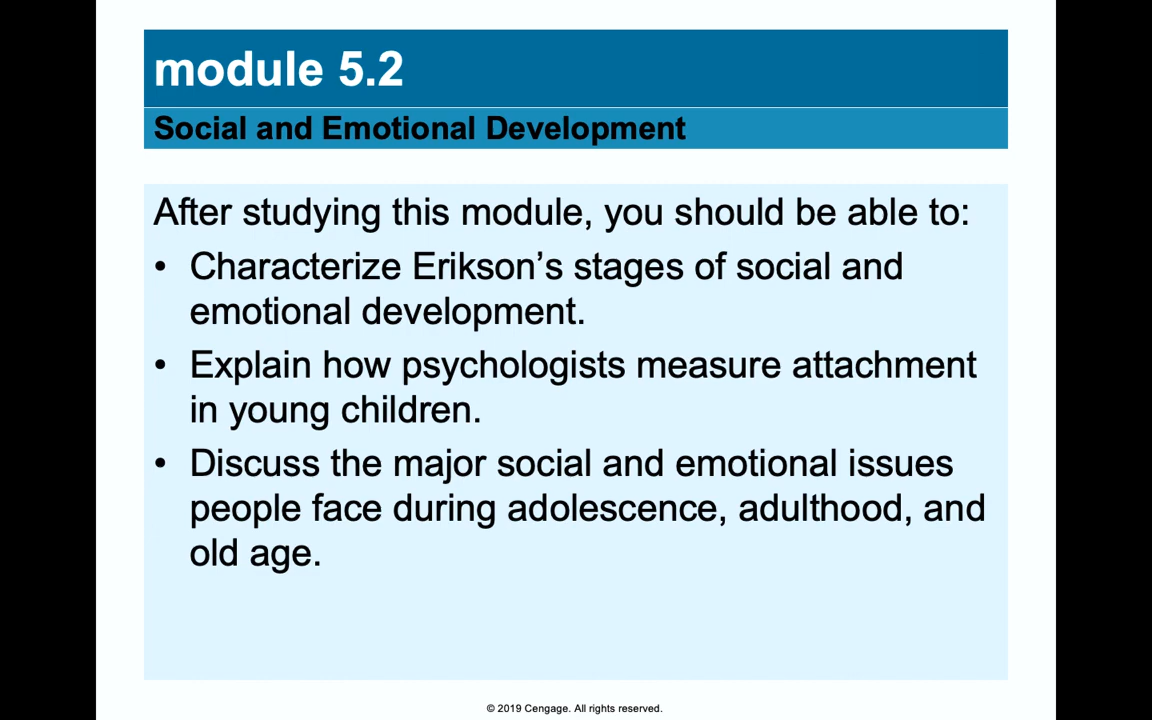 module 5.2
Social and Emotional Development
After studying this module, you should be able to:
• Characterize Erikson’s stages of social and
emotional development.
• Explain how psychologists measure attachment
in young children.
• Discuss the major social and emotional issues
people face during adolescence, adulthood, and
old age.
© 2019 Cengage. All rights reserved.